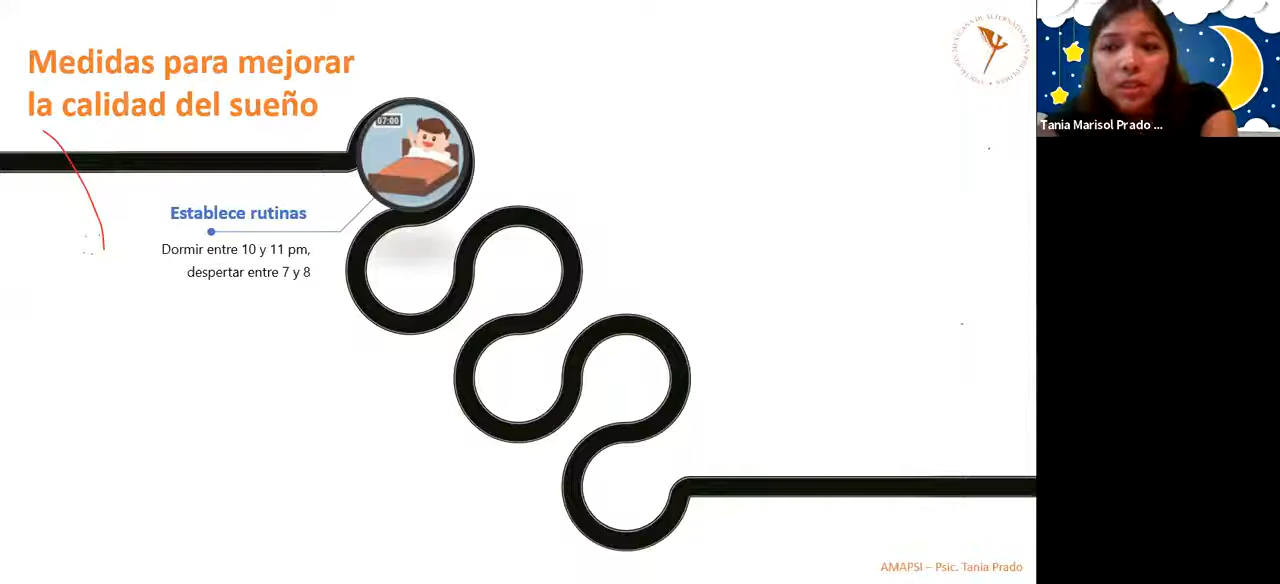 Medidas para mejorar
la calidad del sueño
07:00
Establece rutinas
Dormir entre 10 y 11 pm,
despertar entre 7 y 8
AMAPSI – Psic. Tania Prado
Tania Marisol Prado ...